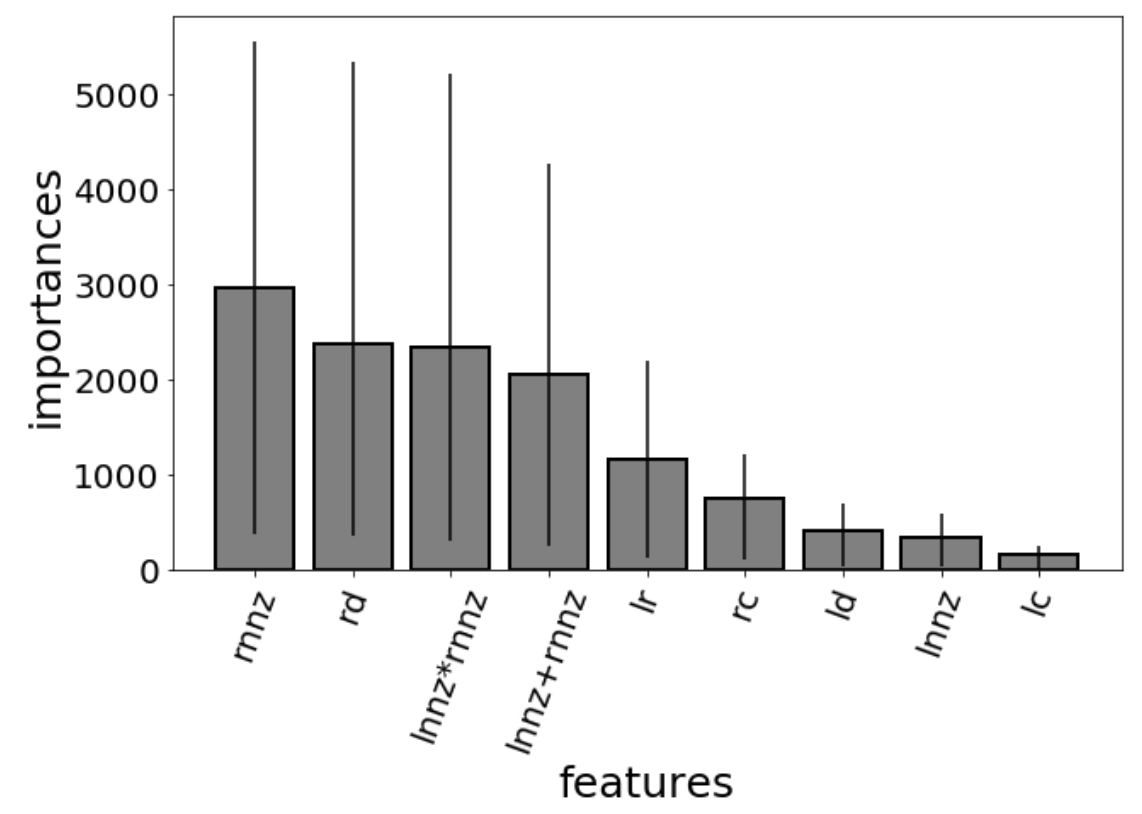 importances
5000
4000
3000
2000
1000
0
rnnz
rd
lnnz*rnnz
lnnz+rnnz
lr
rc
ld
lnnz
lc
features